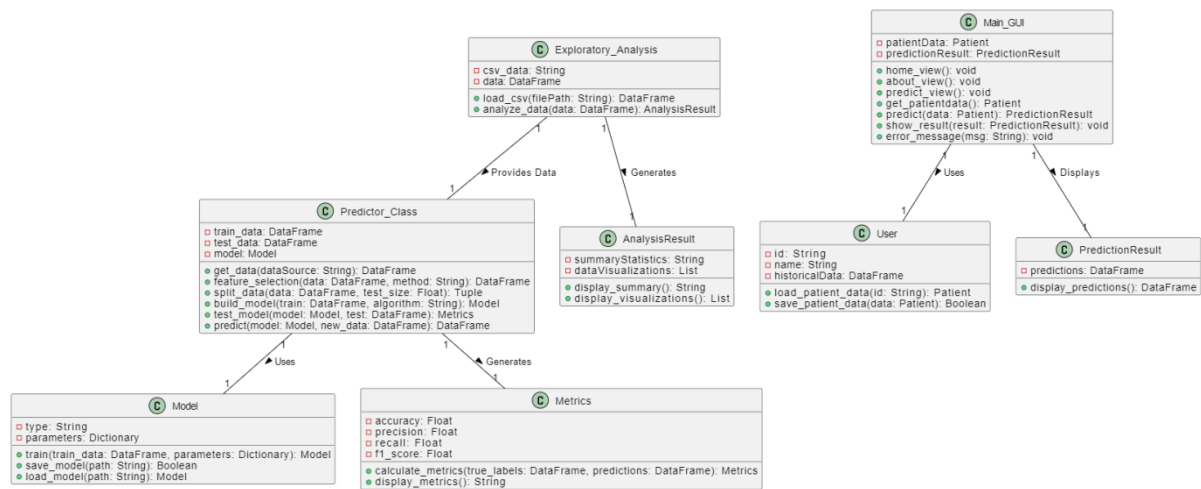 C Exploratory_Analysis
csv_data: String
data: DataFrame
load_csv(filePath: String): DataFrame
analyze_data(data: DataFrame): AnalysisResult
1
1
Provides Data
Generates
1
1
C Predictor_Class
train_data: DataFrame
test_data: DataFrame
model: Model
get_data(dataSource: String): DataFrame
feature_selection(data: DataFrame, method: String): DataFrame
split_data(data: DataFrame, test_size: Float): Tuple
build_model(train: DataFrame, algorithm: String): Model
test_model(model: Model, test: DataFrame): Metrics
predict(model: Model, new_data: DataFrame): DataFrame
C AnalysisResult
summaryStatistics: String
dataVisualizations: List
display_summary(): String
display_visualizations(): List
1
1
Uses
Generates
1
1
C Model
type: String
parameters: Dictionary
train(train_data: DataFrame, parameters: Dictionary): Model
save_model(path: String): Boolean
load_model(path: String): Model
C Metrics
accuracy: Float
precision: Float
recall: Float
f1_score: Float
calculate_metrics(true_labels: DataFrame, predictions: DataFrame): Metrics
display_metrics(): String
C Main_GUI
patientData: Patient
predictionResult: PredictionResult
home_view(): void
about_view(): void
predict_view(): void
get_patientdata(): Patient
predict(data: Patient): PredictionResult
show_result(result: PredictionResult): void
error_message(msg: String): void
1
1
Uses
Displays
1
1
C User
id: String
name: String
historicalData: DataFrame
load_patient_data(id: String): Patient
save_patient_data(data: Patient): Boolean
C PredictionResult
predictions: DataFrame
display_predictions(): DataFrame